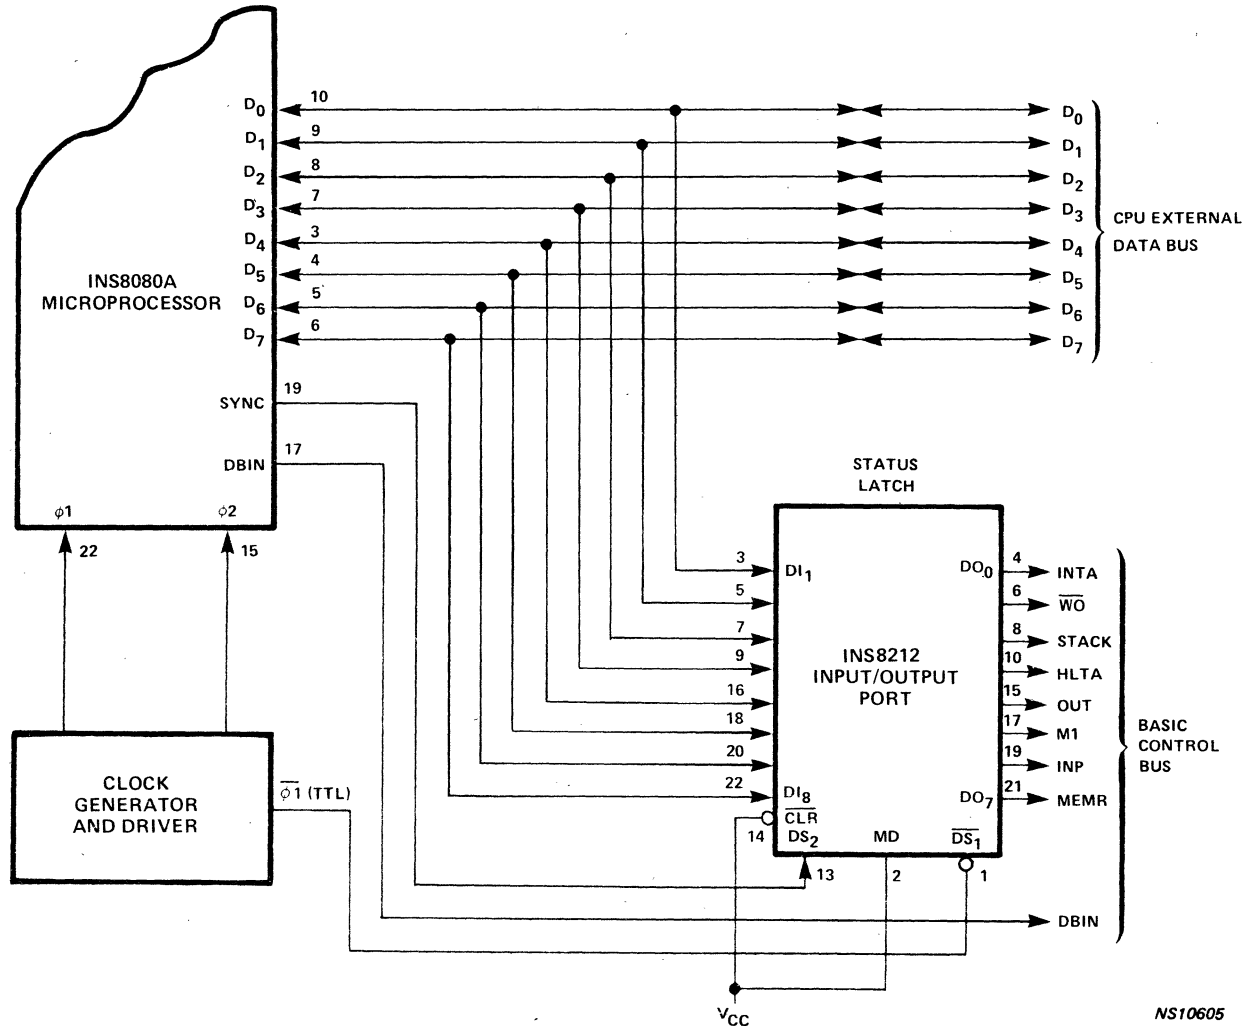 D0 10 D0
D1 9 D1
D2 8 D2
D3 7 D3
D4 3 D4
D5 4 D5
D6 5 D6
D7 6 D7
CPU EXTERNAL
DATA BUS
INS8080A
MICROPROCESSOR
SYNC 19
DBIN 17
φ1 φ2
22 15
STATUS
LATCH
3 DI1 DO0 4 INTA
5 6 W̅O̅
7 8 STACK
9 10 HLTA
16 15 OUT
18 17 M1
20 19 INP
22 DI8 DO7 21 MEMR
INS8212
INPUT/OUTPUT
PORT
BASIC
CONTROL
BUS
14 C̅L̅R̅
DS2 MD D̅S̅1
13 2 1
CLOCK
GENERATOR
AND DRIVER
φ̅1 (TTL)
DBIN
VCC
NS10605